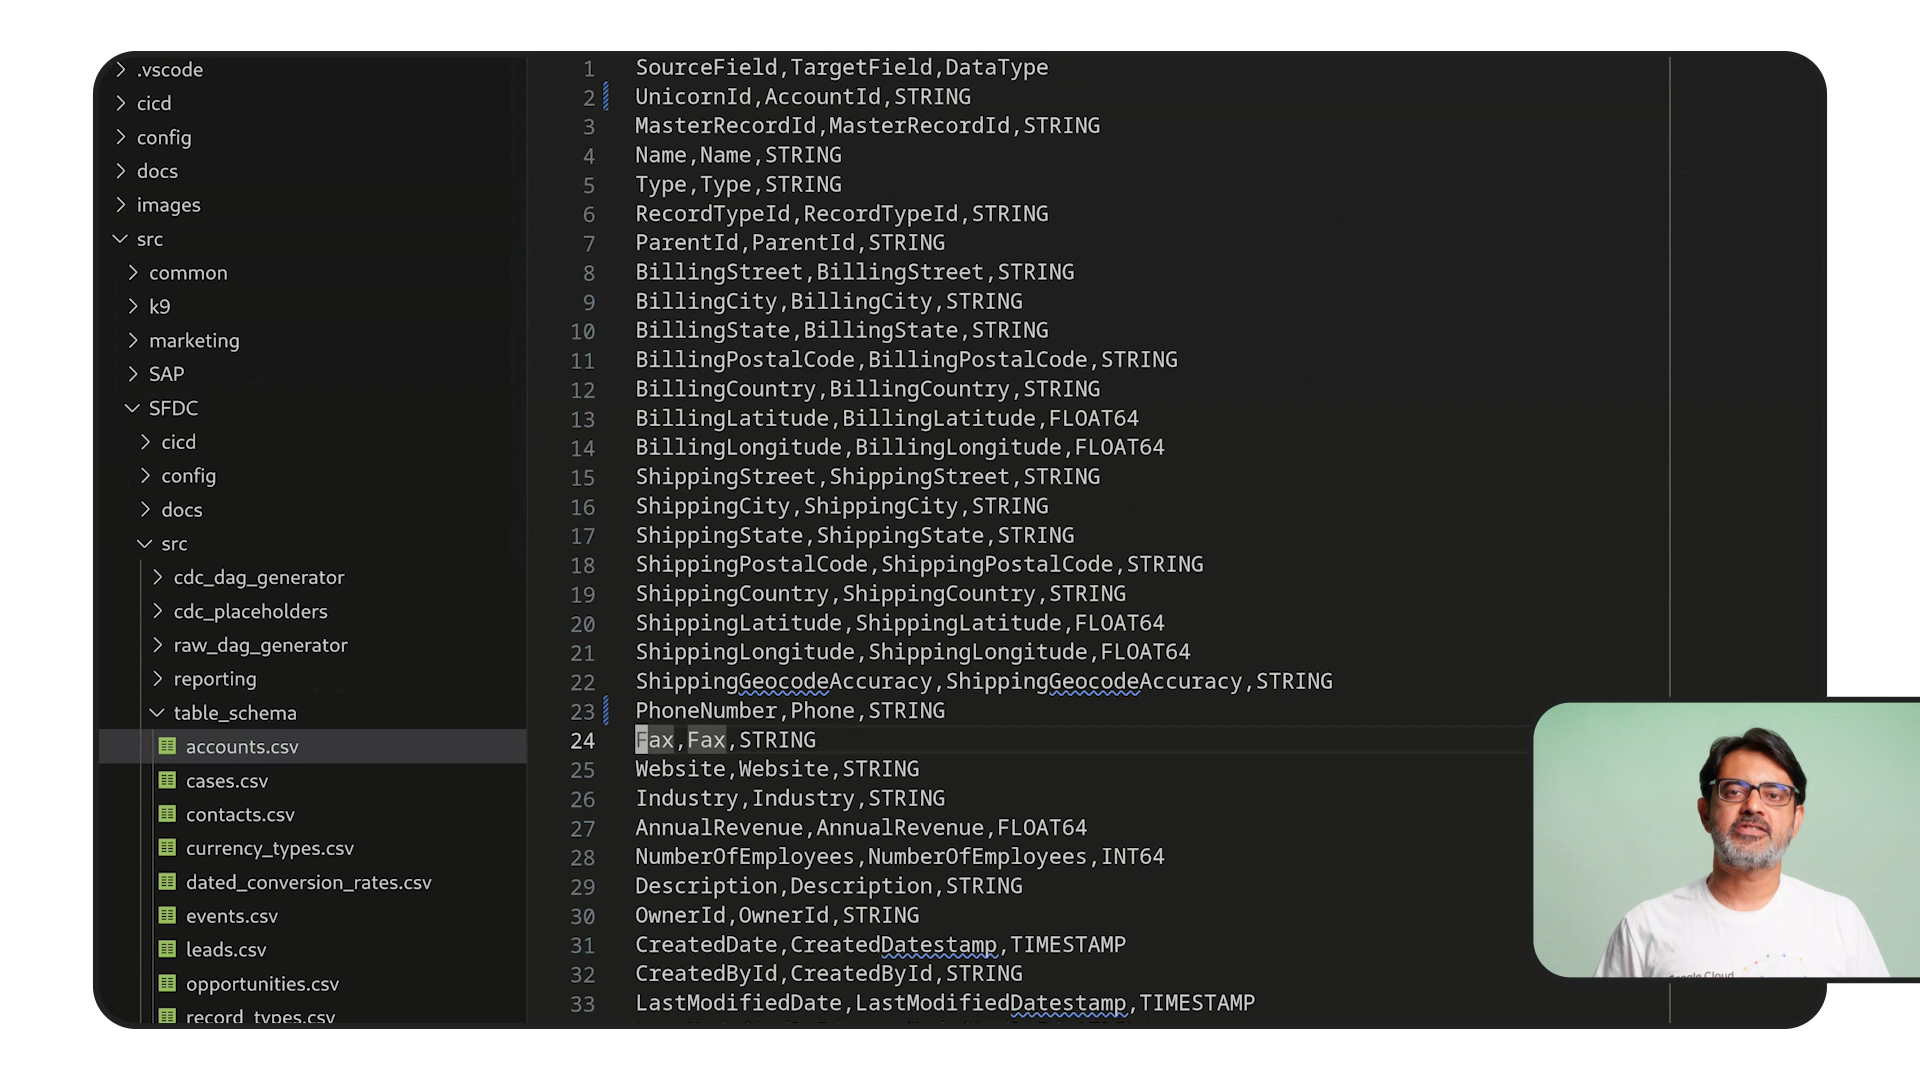 .vscode
cicd
config
docs
images
src
common
k9
marketing
SAP
SFDC
cicd
config
docs
src
cdc_dag_generator
cdc_placeholders
raw_dag_generator
reporting
table_schema
accounts.csv
cases.csv
contacts.csv
currency_types.csv
dated_conversion_rates.csv
events.csv
leads.csv
opportunities.csv
record_types.csv
1 SourceField,TargetField,DataType
2 UnicornId,AccountId,STRING
3 MasterRecordId,MasterRecordId,STRING
4 Name,Name,STRING
5 Type,Type,STRING
6 RecordTypeId,RecordTypeId,STRING
7 ParentId,ParentId,STRING
8 BillingStreet,BillingStreet,STRING
9 BillingCity,BillingCity,STRING
10 BillingState,BillingState,STRING
11 BillingPostalCode,BillingPostalCode,STRING
12 BillingCountry,BillingCountry,STRING
13 BillingLatitude,BillingLatitude,FLOAT64
14 BillingLongitude,BillingLongitude,FLOAT64
15 ShippingStreet,ShippingStreet,STRING
16 ShippingCity,ShippingCity,STRING
17 ShippingState,ShippingState,STRING
18 ShippingPostalCode,ShippingPostalCode,STRING
19 ShippingCountry,ShippingCountry,STRING
20 ShippingLatitude,ShippingLatitude,FLOAT64
21 ShippingLongitude,ShippingLongitude,FLOAT64
22 ShippingGeocodeAccuracy,ShippingGeocodeAccuracy,STRING
23 PhoneNumber,Phone,STRING
24 Fax,Fax,STRING
25 Website,Website,STRING
26 Industry,Industry,STRING
27 AnnualRevenue,AnnualRevenue,FLOAT64
28 NumberOfEmployees,NumberOfEmployees,INT64
29 Description,Description,STRING
30 OwnerId,OwnerId,STRING
31 CreatedDate,CreatedDatestamp,TIMESTAMP
32 CreatedById,CreatedById,STRING
33 LastModifiedDate,LastModifiedDatestamp,TIMESTAMP
Google Cloud